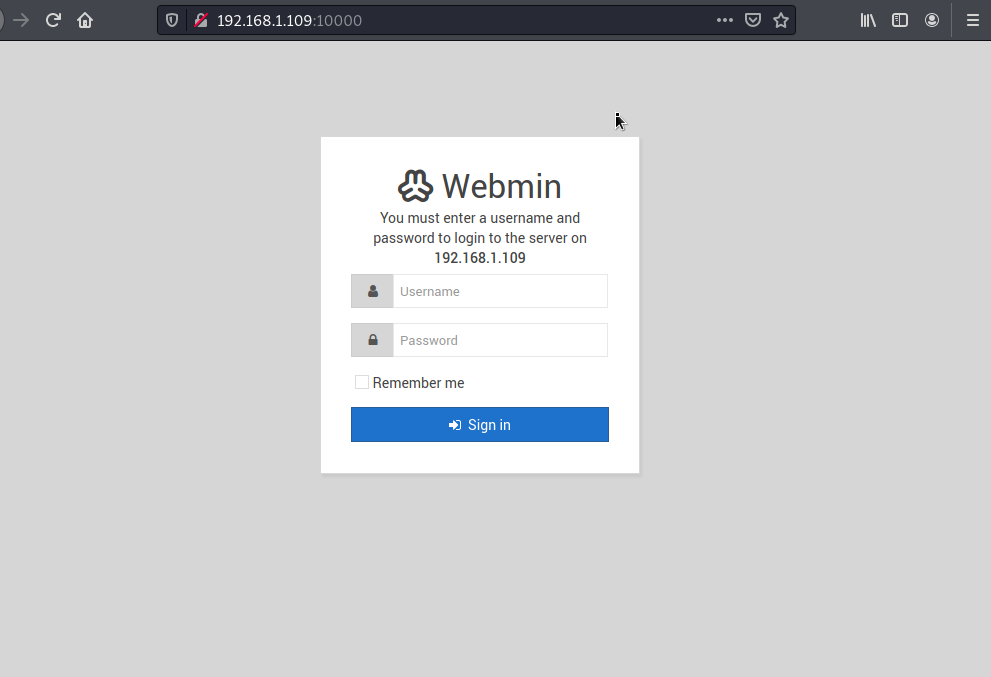 192.168.1.109:10000
Webmin
You must enter a username and
password to login to the server on
192.168.1.109
Username
Password
Remember me
Sign in